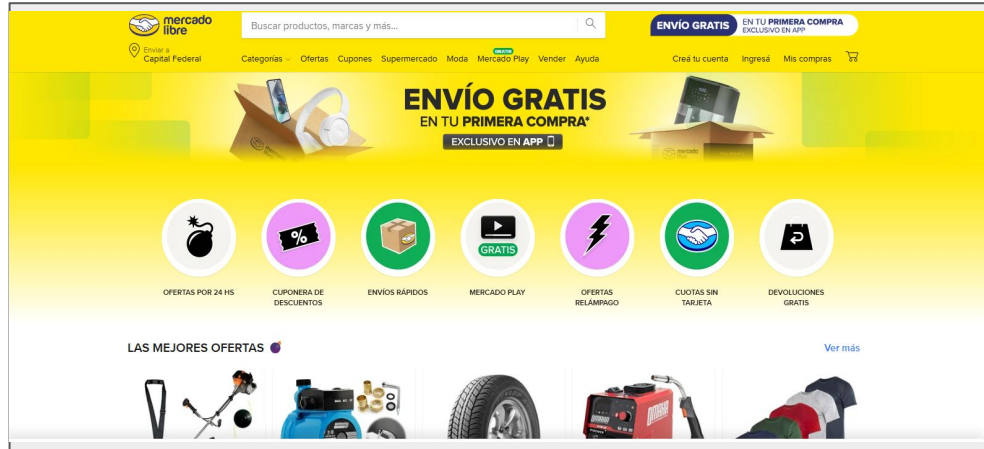 mercado
libre
Buscar productos, marcas y más...
ENVÍO GRATIS EN TU PRIMERA COMPRA
EXCLUSIVO EN APP
Enviar a
Capital Federal
GRATIS
Categorías Ofertas Cupones Supermercado Moda Mercado Play Vender Ayuda
Creá tu cuenta Ingresá Mis compras
ENVÍO GRATIS
EN TU PRIMERA COMPRA*
EXCLUSIVO EN APP
mercado
libre
%
GRATIS
OFERTAS POR 24 HS
CUPONERA DE
DESCUENTOS
ENVÍOS RÁPIDOS
MERCADO PLAY
OFERTAS
RELÁMPAGO
CUOTAS SIN
TARJETA
DEVOLUCIONES
GRATIS
LAS MEJORES OFERTAS
Ver más